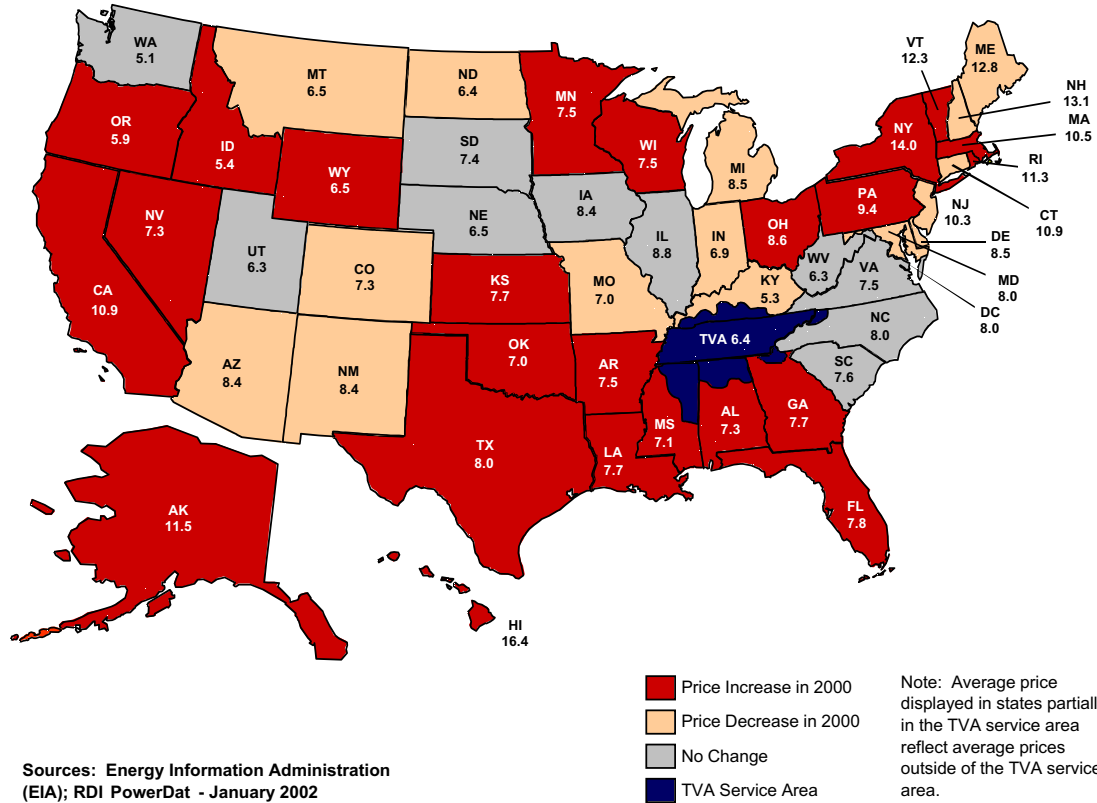 WA
5.1
MT
6.5
ND
6.4
MN
7.5
VT
12.3
ME
12.8
NH
13.1
MA
10.5
RI
11.3
CT
10.9
NJ
10.3
DE
8.5
MD
8.0
DC
8.0
OR
5.9
ID
5.4
WY
6.5
SD
7.4
WI
7.5
MI
8.5
NY
14.0
PA
9.4
NV
7.3
UT
6.3
CO
7.3
NE
6.5
IA
8.4
IL
8.8
IN
6.9
OH
8.6
WV
6.3
VA
7.5
KY
5.3
CA
10.9
KS
7.7
MO
7.0
TVA 6.4
NC
8.0
SC
7.6
AZ
8.4
NM
8.4
OK
7.0
AR
7.5
TX
8.0
LA
7.7
MS
7.1
AL
7.3
GA
7.7
FL
7.8
AK
11.5
HI
16.4
Price Increase in 2000
Price Decrease in 2000
No Change
TVA Service Area
Note: Average price
displayed in states partiall
in the TVA service area
reflect average prices
outside of the TVA service
area.
Sources: Energy Information Administration
(EIA); RDI PowerDat - January 2002